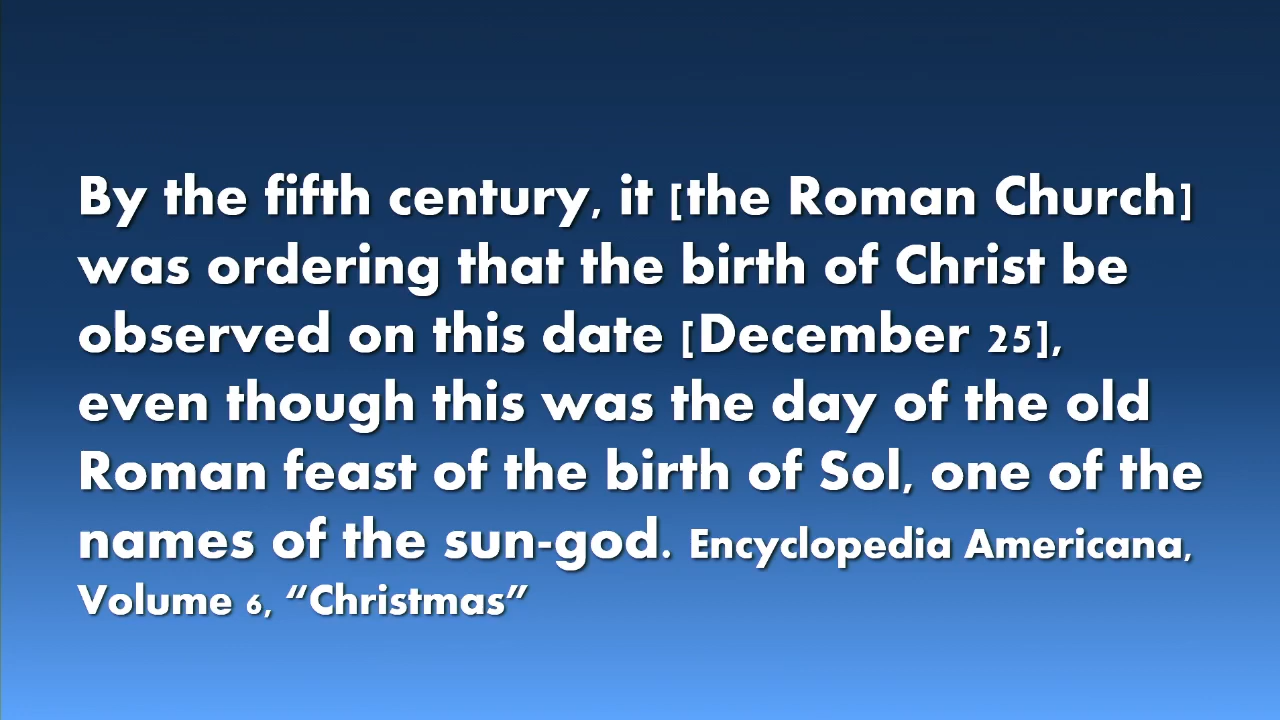 By the fifth century, it [the Roman Church]
was ordering that the birth of Christ be
observed on this date [December 25],
even though this was the day of the old
Roman feast of the birth of Sol, one of the
names of the sun-god. Encyclopedia Americana,
Volume 6, “Christmas”